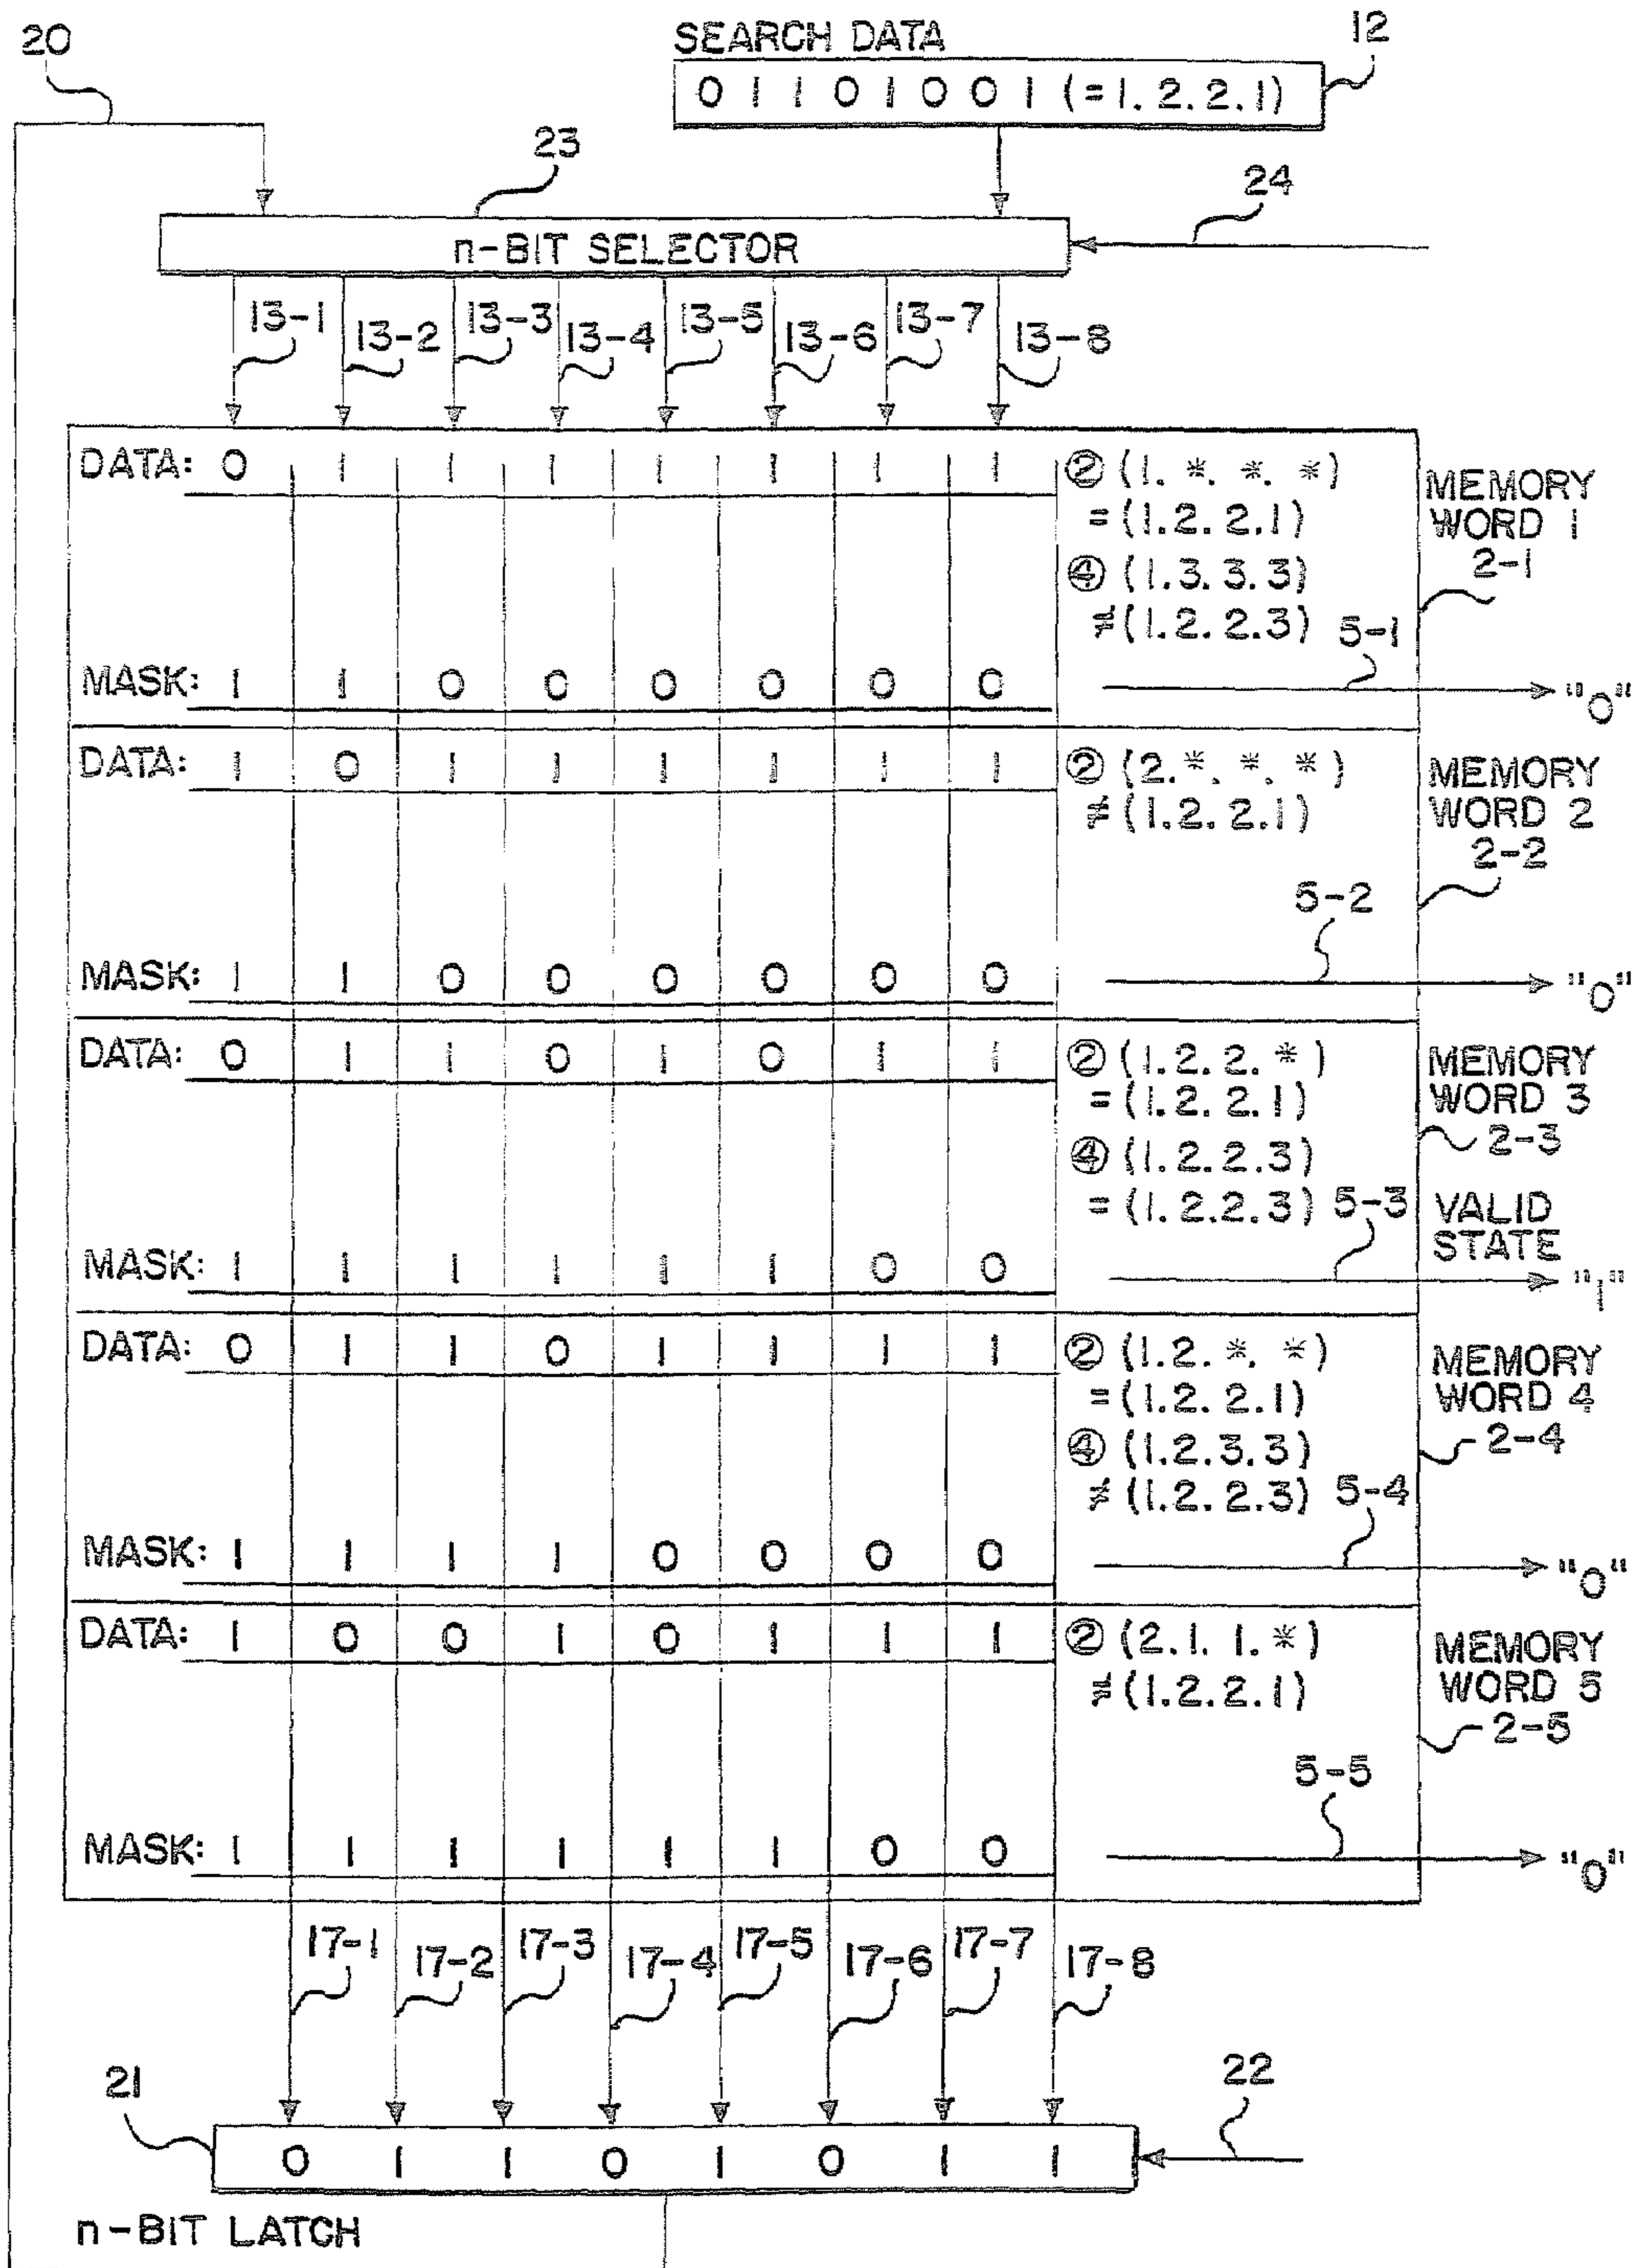 20
SEARCH DATA
12
0 1 1 0 1 0 0 1 (= 1. 2. 2. 1)
23
24
n-BIT SELECTOR
13-1 13-2 13-3 13-4 13-5 13-6 13-7 13-8
DATA: 0 1 1 1 1 1 1 1 ② (1. *. *. *)
= (1. 2. 2. 1)
④ (1. 3. 3. 3)
≠ (1. 2. 2. 3) 5-1
MEMORY
WORD 1
2-1
MASK: 1 1 0 0 0 0 0 0 "0"
DATA: 1 0 1 1 1 1 1 1 ② (2. *. *. *)
≠ (1. 2. 2. 1)
MEMORY
WORD 2
2-2
5-2
MASK: 1 1 0 0 0 0 0 0 "0"
DATA: 0 1 1 0 1 0 1 1 ② (1. 2. 2. *)
= (1. 2. 2. 1)
④ (1. 2. 2. 3)
= (1. 2. 2. 3) 5-3
MEMORY
WORD 3
2-3
VALID
STATE
MASK: 1 1 1 1 1 1 0 0 "1"
DATA: 0 1 1 0 1 1 1 1 ② (1. 2. *. *)
= (1. 2. 2. 1)
④ (1. 2. 3. 3)
≠ (1. 2. 2. 3) 5-4
MEMORY
WORD 4
2-4
MASK: 1 1 1 1 0 0 0 0 "0"
DATA: 1 0 0 1 0 1 1 1 ② (2. 1. 1. *)
≠ (1. 2. 2. 1)
MEMORY
WORD 5
2-5
5-5
MASK: 1 1 1 1 1 1 0 0 "0"
17-1 17-2 17-3 17-4 17-5 17-6 17-7 17-8
21
22
0 1 1 0 1 0 1 1
n-BIT LATCH